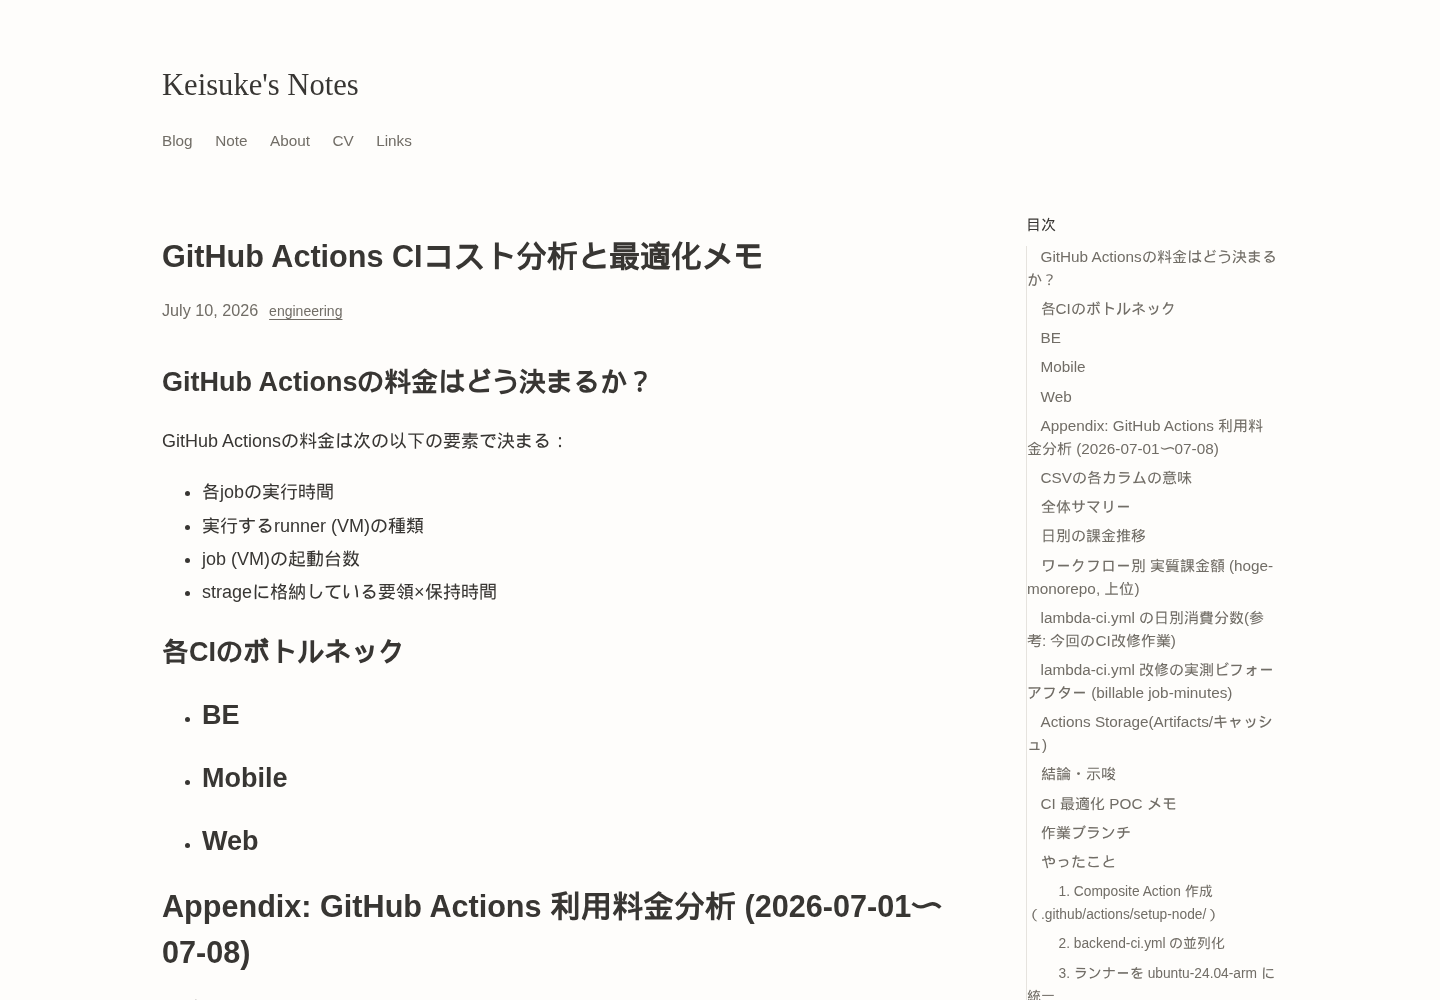 Keisuke's Notes
Blog Note About CV Links
GitHub Actions CIコスト分析と最適化メモ
July 10, 2026 engineering
GitHub Actionsの料金はどう決まるか？
GitHub Actionsの料金は次の以下の要素で決まる：
各jobの実行時間
実行するrunner (VM)の種類
job (VM)の起動台数
strageに格納している要領×保持時間
各CIのボトルネック
BE
Mobile
Web
Appendix: GitHub Actions 利用料金分析 (2026-07-01〜
07-08)
目次
GitHub Actionsの料金はどう決まる
か？
各CIのボトルネック
BE
Mobile
Web
Appendix: GitHub Actions 利用料
金分析 (2026-07-01〜07-08)
CSVの各カラムの意味
全体サマリー
日別の課金推移
ワークフロー別 実質課金額 (hoge-
monorepo, 上位)
lambda-ci.yml の日別消費分数(参
考: 今回のCI改修作業)
lambda-ci.yml 改修の実測ビフォー
アフター (billable job-minutes)
Actions Storage(Artifacts/キャッシ
ュ)
結論・示唆
CI 最適化 POC メモ
作業ブランチ
やったこと
1. Composite Action 作成
（.github/actions/setup-node/）
2. backend-ci.yml の並列化
3. ランナーを ubuntu-24.04-arm に
統一